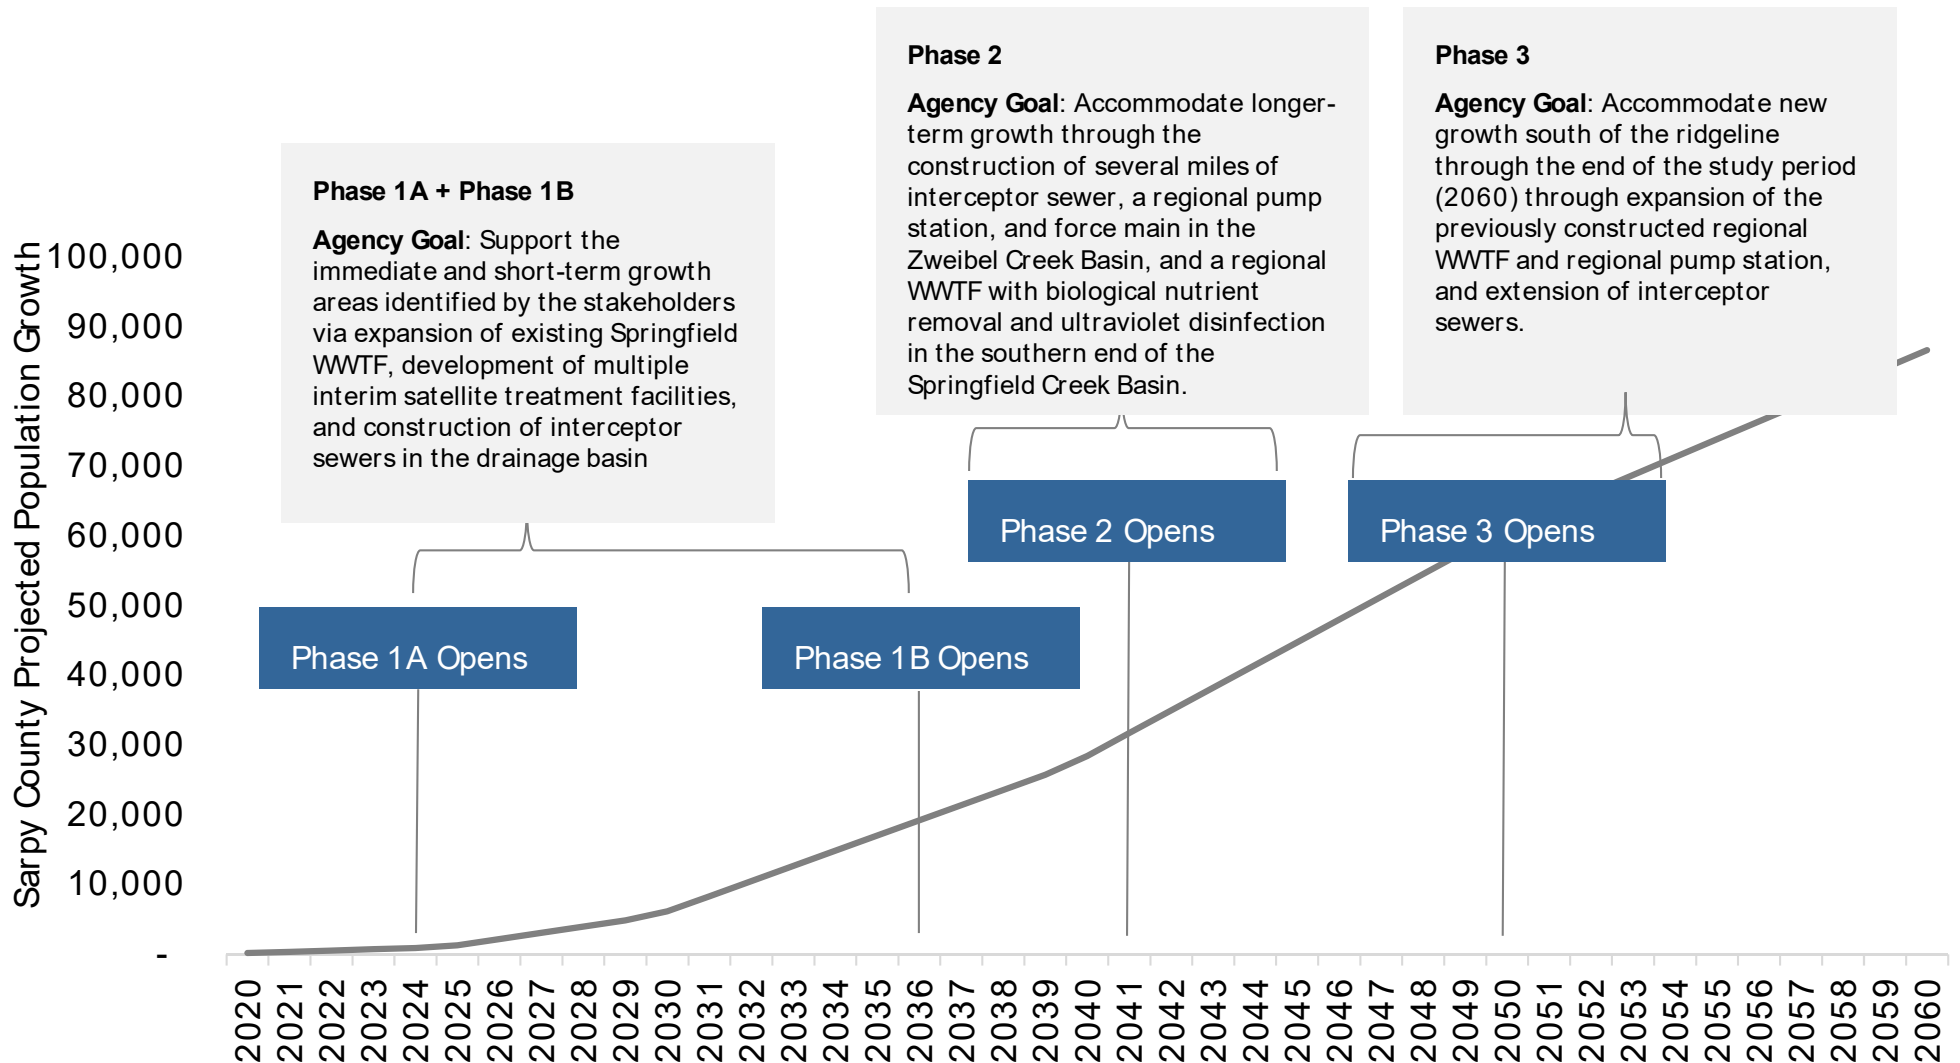 Phase 2
Agency Goal: Accommodate longer-
term growth through the
construction of several miles of
interceptor sewer, a regional pump
station, and force main in the
Zweibel Creek Basin, and a regional
WWTF with biological nutrient
removal and ultraviolet disinfection
in the southern end of the
Springfield Creek Basin.
Phase 3
Agency Goal: Accommodate new
growth south of the ridgeline
through the end of the study period
(2060) through expansion of the
previously constructed regional
WWTF and regional pump station,
and extension of interceptor
sewers.
Phase 1A + Phase 1B
Agency Goal: Support the
immediate and short-term growth
areas identified by the stakeholders
via expansion of existing Springfield
WWTF, development of multiple
interim satellite treatment facilities,
and construction of interceptor
sewers in the drainage basin
Sarpy County Projected Population Growth
100,000
90,000
80,000
70,000
60,000
50,000
40,000
30,000
20,000
10,000
-
Phase 1A Opens
Phase 1B Opens
Phase 2 Opens
Phase 3 Opens
2020
2021
2022
2023
2024
2025
2026
2027
2028
2029
2030
2031
2032
2033
2034
2035
2036
2037
2038
2039
2040
2041
2042
2043
2044
2045
2046
2047
2048
2049
2050
2051
2052
2053
2054
2055
2056
2057
2058
2059
2060